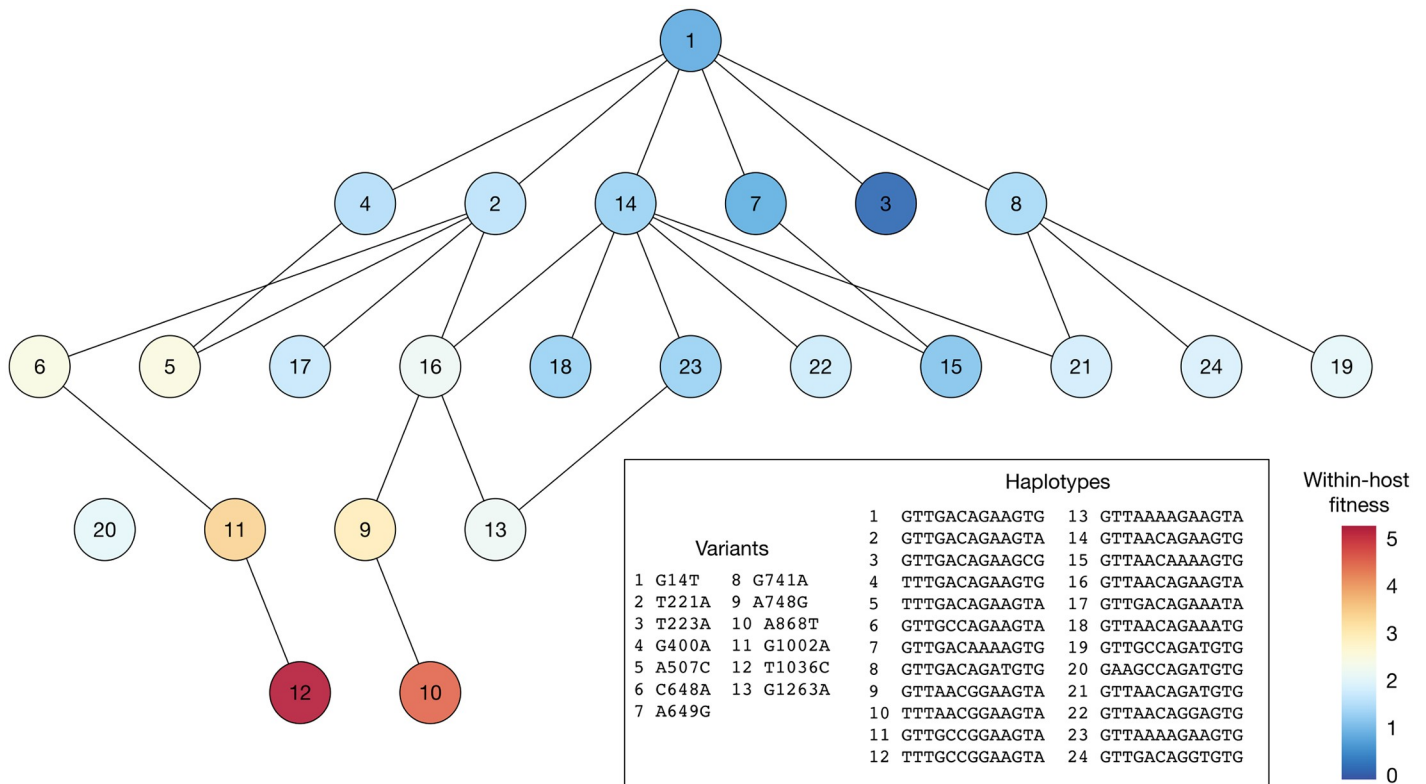 1
4 2 14 7 3 8
6 5 17 16 18 23 22 15 21 24 19
20 11 9 13
12 10
Variants
1 G14T 8 G741A
2 T221A 9 A748G
3 T223A 10 A868T
4 G400A 11 G1002A
5 A507C 12 T1036C
6 C648A 13 G1263A
7 A649G
Haplotypes
1 GTTGACAGAAGTG 13 GTTAAAAGAAGTA
2 GTTGACAGAAGTA 14 GTTAACAGAAGTG
3 GTTGACAGAAGCG 15 GTTAACAAAAGTG
4 TTTGACAGAAGTG 16 GTTAACAGAAGTA
5 TTTGACAGAAGTA 17 GTTGACAGAAATA
6 GTTGCCAGAAGTA 18 GTTAACAGAAATG
7 GTTGACAAAAGTG 19 GTTGCCAGATGTG
8 GTTGACAGATGTG 20 GAAGCCAGATGTG
9 GTTAACGGAAGTA 21 GTTAACAGATGTG
10 TTTAACGGAAGTA 22 GTTAACAGGAGTG
11 GTTGCCGGAAGTA 23 GTTAAAAGAAGTG
12 TTTGCCGGAAGTA 24 GTTGACAGGTGTG
Within-host
fitness
5
4
3
2
1
0